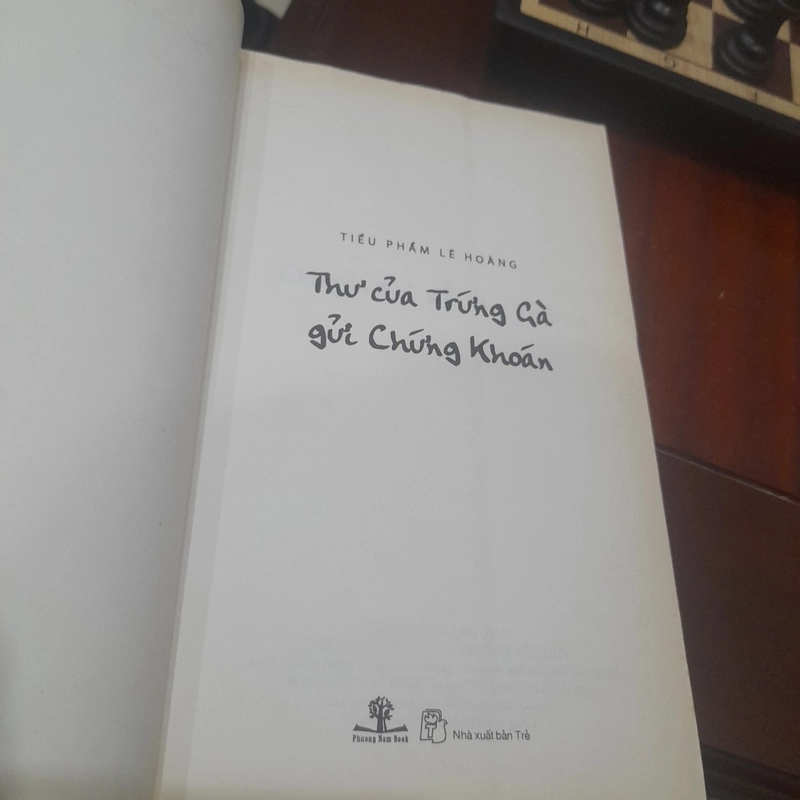 TIỂU PHẨM LÊ HOÀNG
Thư của Trứng Gà
gửi Chứng Khoán
Phuong Nam Book
Nhà xuất bản Trẻ
H
G
F
E